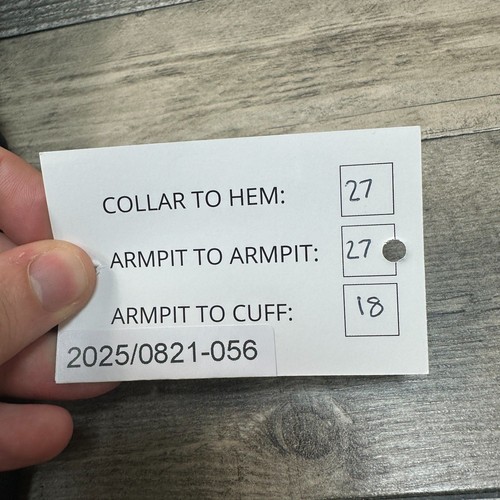 COLLAR TO HEM: 27
ARMPIT TO ARMPIT: 27
ARMPIT TO CUFF: 18
2025/0821-056